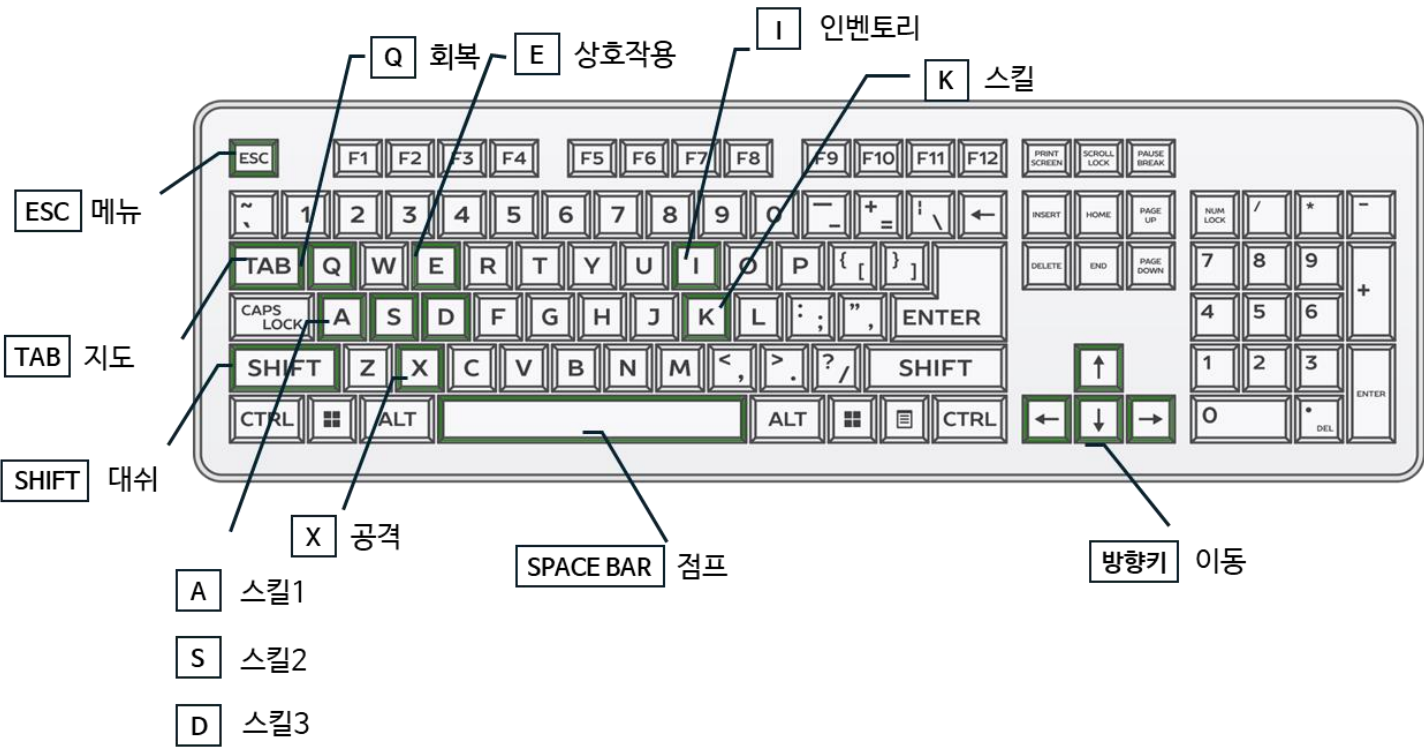 I 인벤토리
Q 회복
E 상호작용
K 스킬
ESC F1 F2 F3 F4 F5 F6 F7 F8 F9 F10 F11 F12 PRINT SCREEN SCROLL LOCK PAUSE BREAK
ESC 메뉴
~ ` 1 2 3 4 5 6 7 8 9 0 — _ + = ¦ \ ← INSERT HOME PAGE UP NUM LOCK / * -
TAB Q W E R T Y U I O P { [ } ] DELETE END PAGE DOWN 7 8 9 +
CAPS LOCK A S D F G H J K L : ; " , ENTER 4 5 6
TAB 지도
SHIFT Z X C V B N M < , > . ? / SHIFT ↑ 1 2 3 ENTER
CTRL ALT ALT CTRL ← ↓ → 0 • DEL
SHIFT 대쉬
X 공격
SPACE BAR 점프
방향키 이동
A 스킬1
S 스킬2
D 스킬3